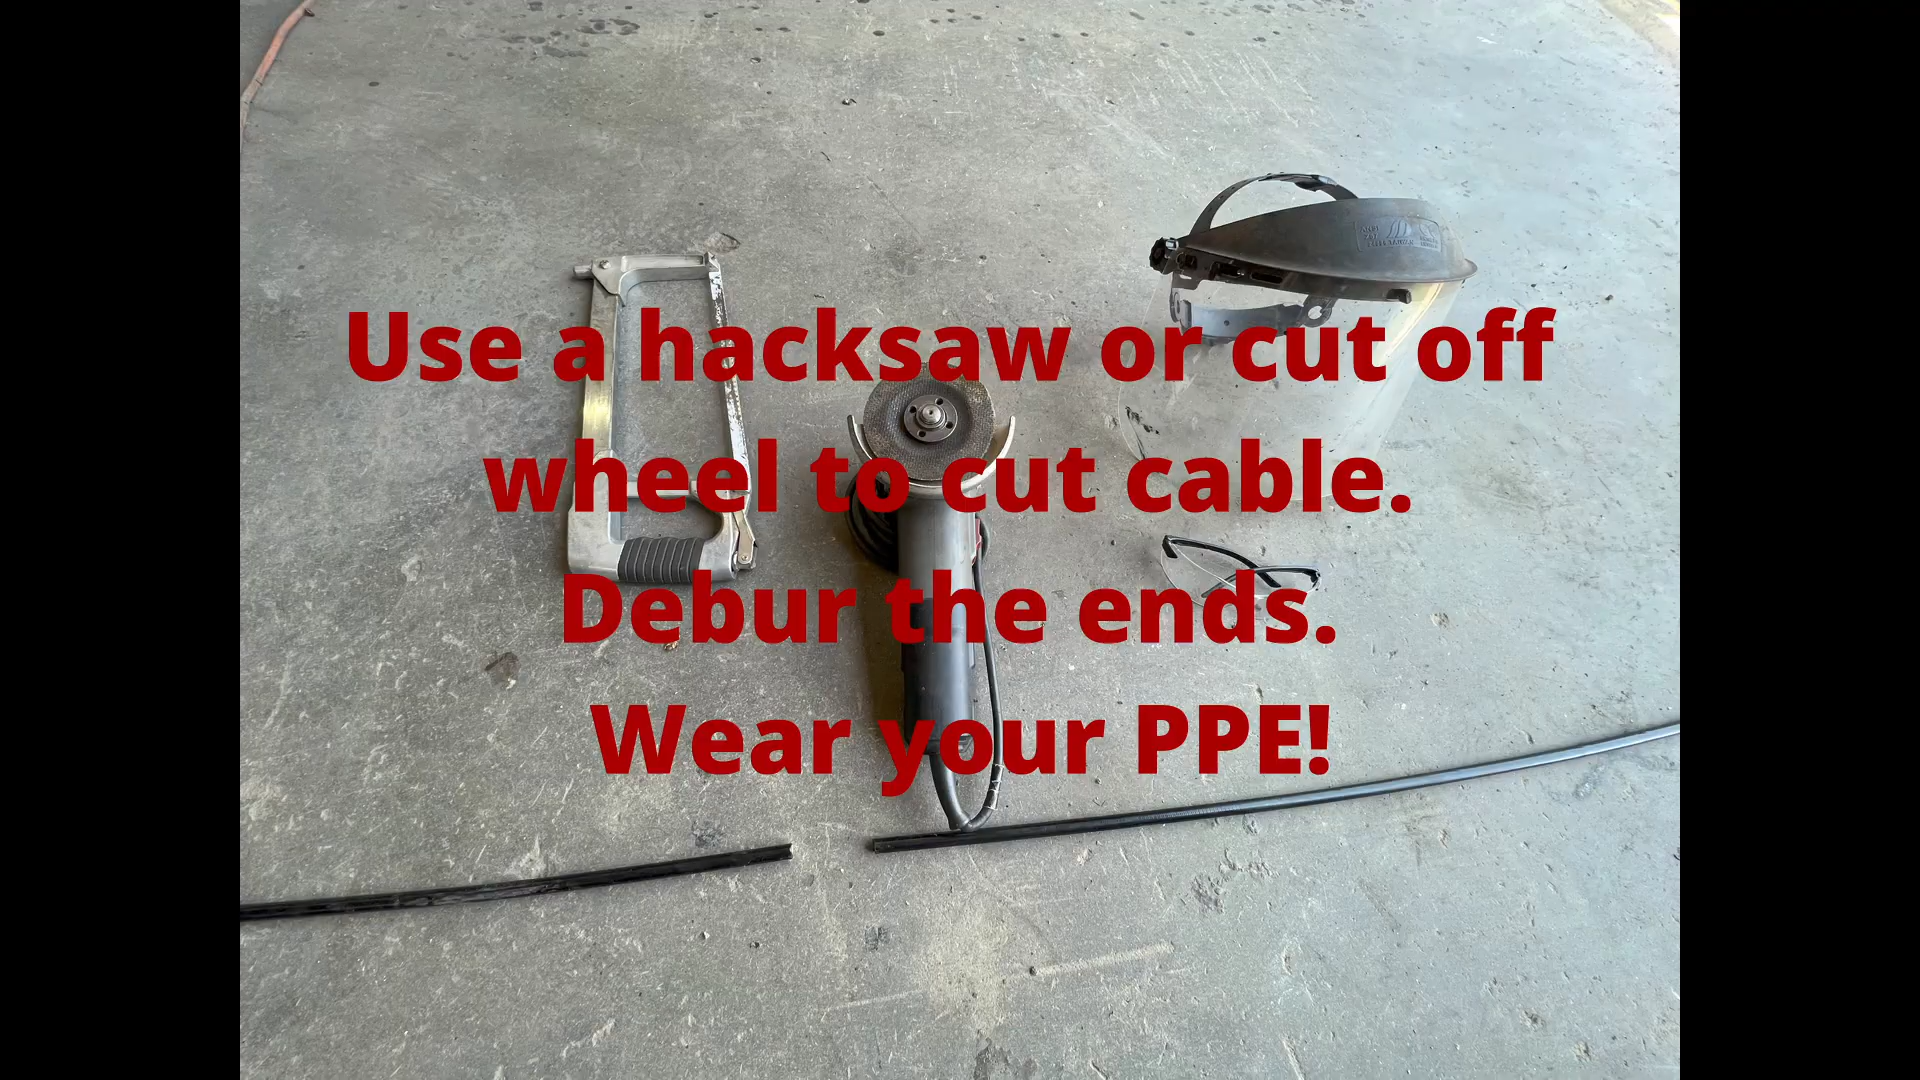 Use a hacksaw or cut off
wheel to cut cable.
Debur the ends.
Wear your PPE!